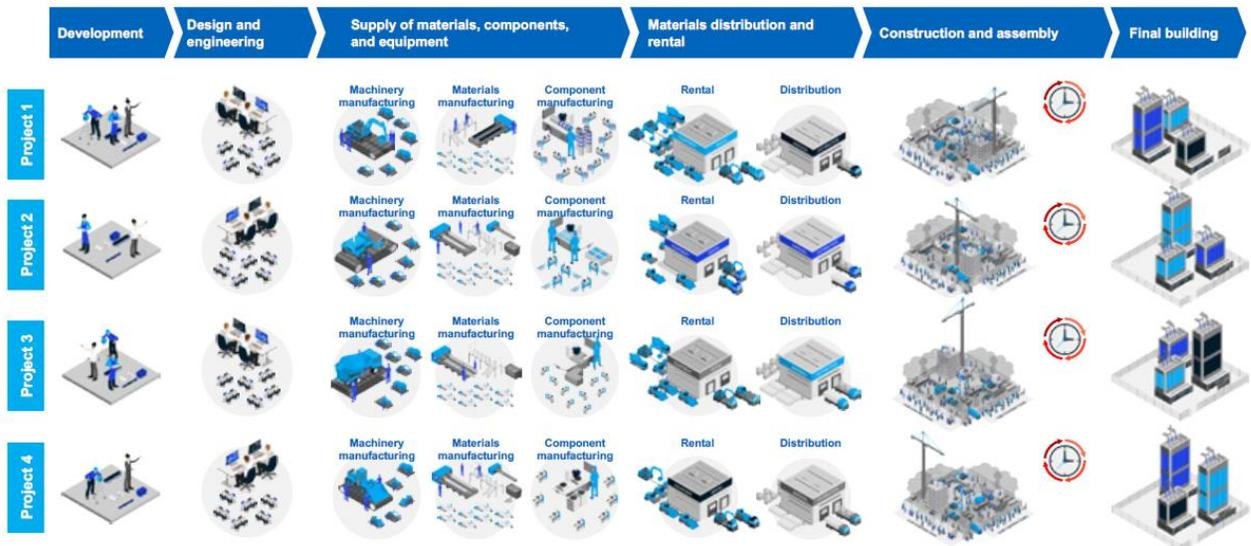 Development
Design and
engineering
Supply of materials, components,
and equipment
Materials distribution and
rental
Construction and assembly
Final building
Project 1
Machinery
manufacturing
Materials
manufacturing
Component
manufacturing
Rental
Distribution
Project 2
Machinery
manufacturing
Materials
manufacturing
Component
manufacturing
Rental
Distribution
Project 3
Machinery
manufacturing
Materials
manufacturing
Component
manufacturing
Rental
Distribution
Project 4
Machinery
manufacturing
Materials
manufacturing
Component
manufacturing
Rental
Distribution